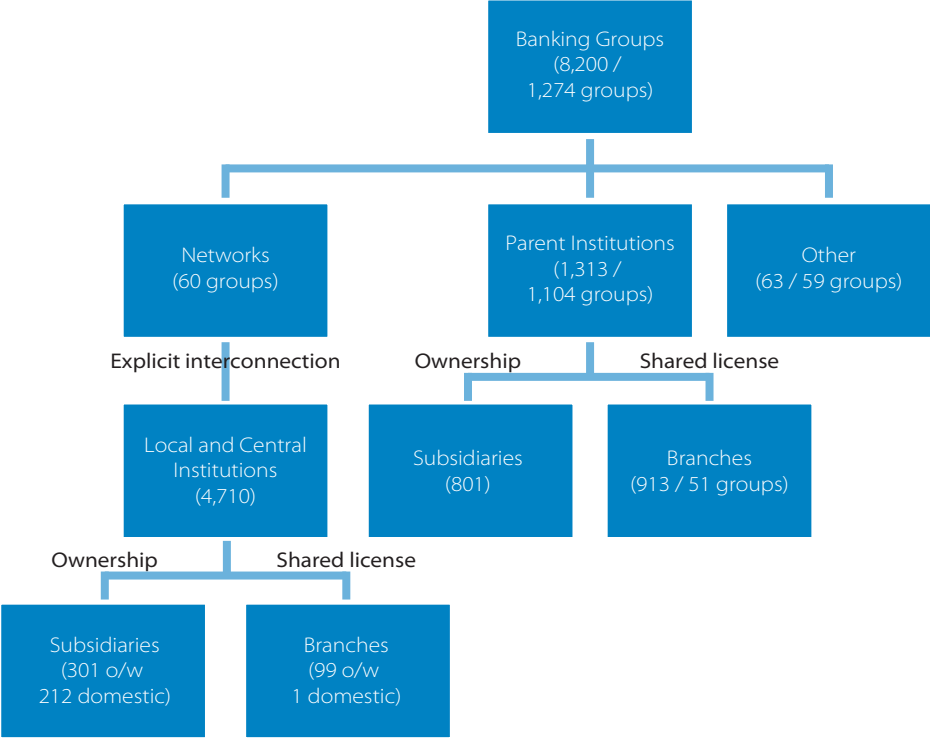 Banking Groups
(8,200 /
1,274 groups)
Networks
(60 groups)
Parent Institutions
(1,313 /
1,104 groups)
Other
(63 / 59 groups)
Explicit interconnection
Ownership
Shared license
Local and Central
Institutions
(4,710)
Subsidiaries
(801)
Branches
(913 / 51 groups)
Ownership
Shared license
Subsidiaries
(301 o/w
212 domestic)
Branches
(99 o/w
1 domestic)